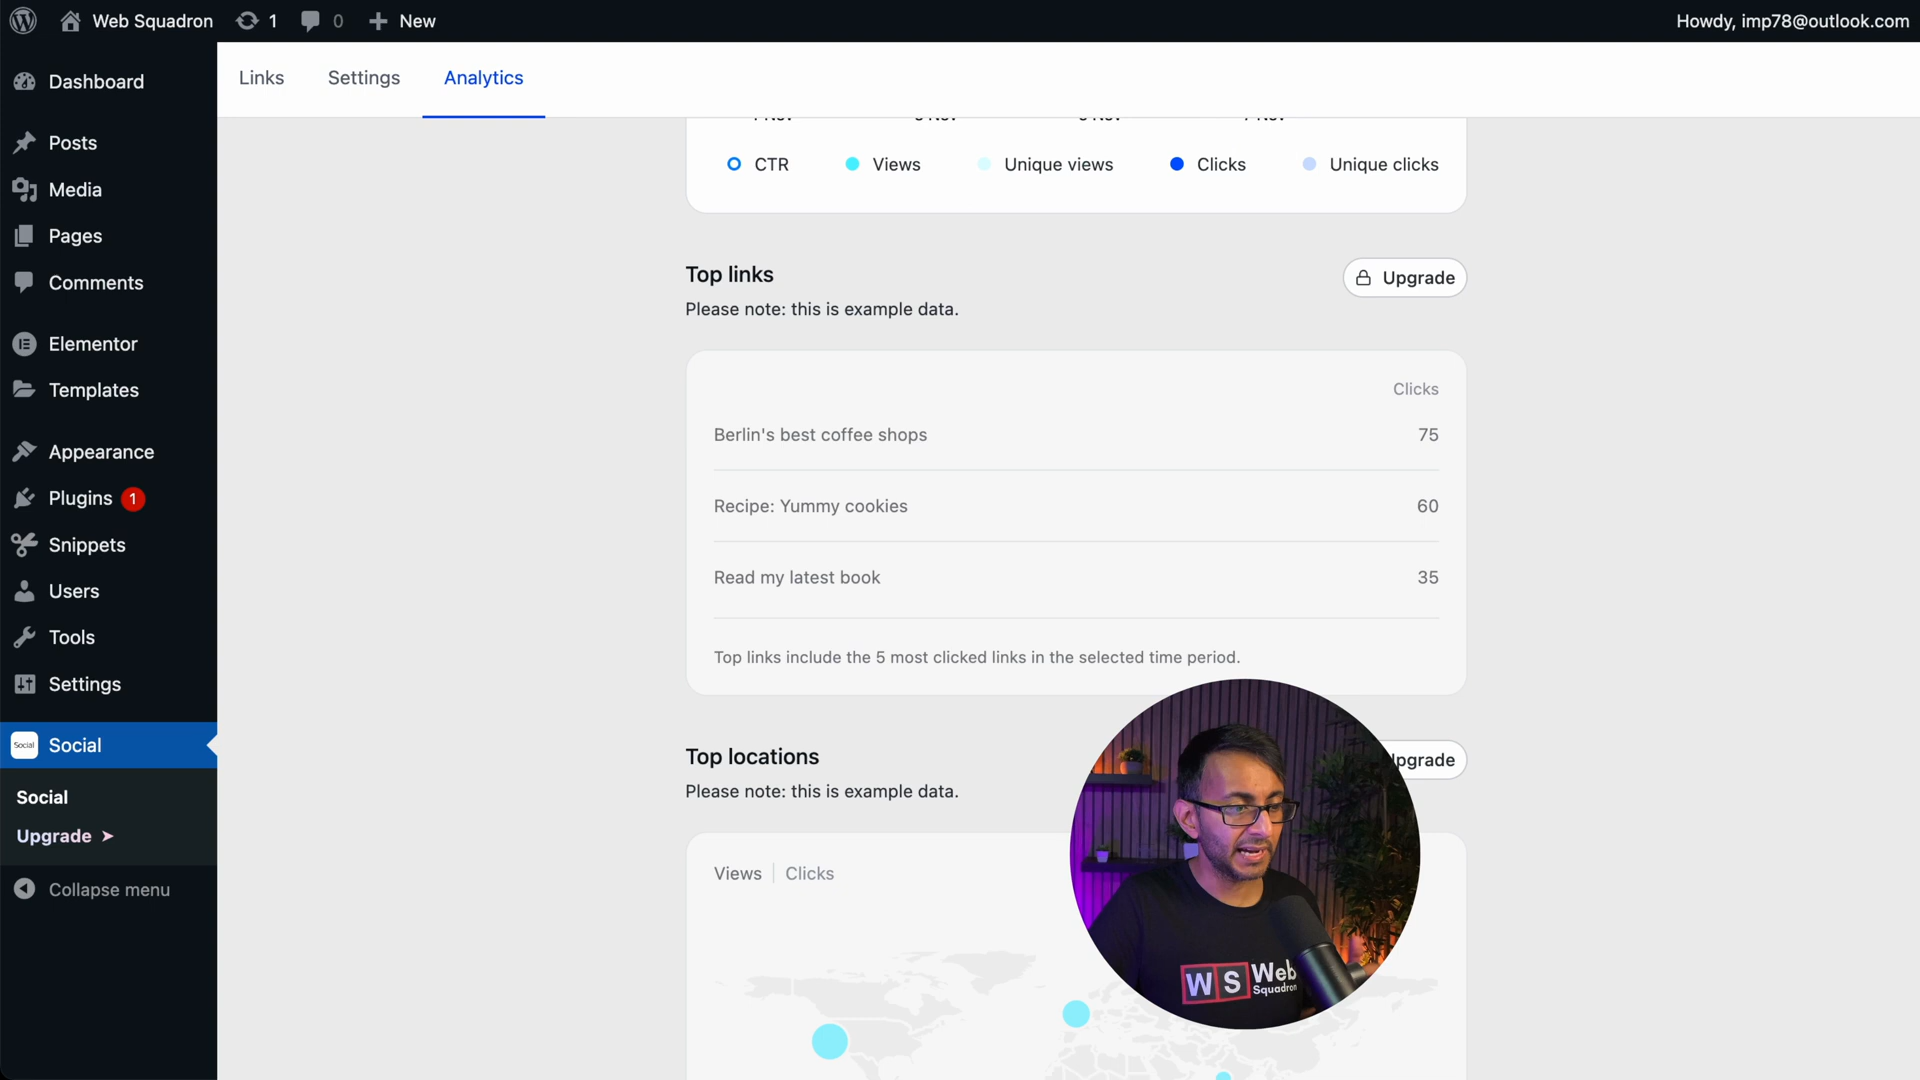 Web Squadron 1 0 New Howdy, imp78@outlook.com
Links Settings Analytics
Dashboard
Posts
Media
Pages
Comments
Elementor
Templates
Appearance
Plugins 1
Snippets
Users
Tools
Settings
Social Social
Social
Upgrade ➤
Collapse menu
CTR Views Unique views Clicks Unique clicks
Top links
Upgrade
Please note: this is example data.
Clicks
Berlin's best coffee shops 75
Recipe: Yummy cookies 60
Read my latest book 35
Top links include the 5 most clicked links in the selected time period.
Top locations
Please note: this is example data.
Views Clicks
WS Web
Squadron